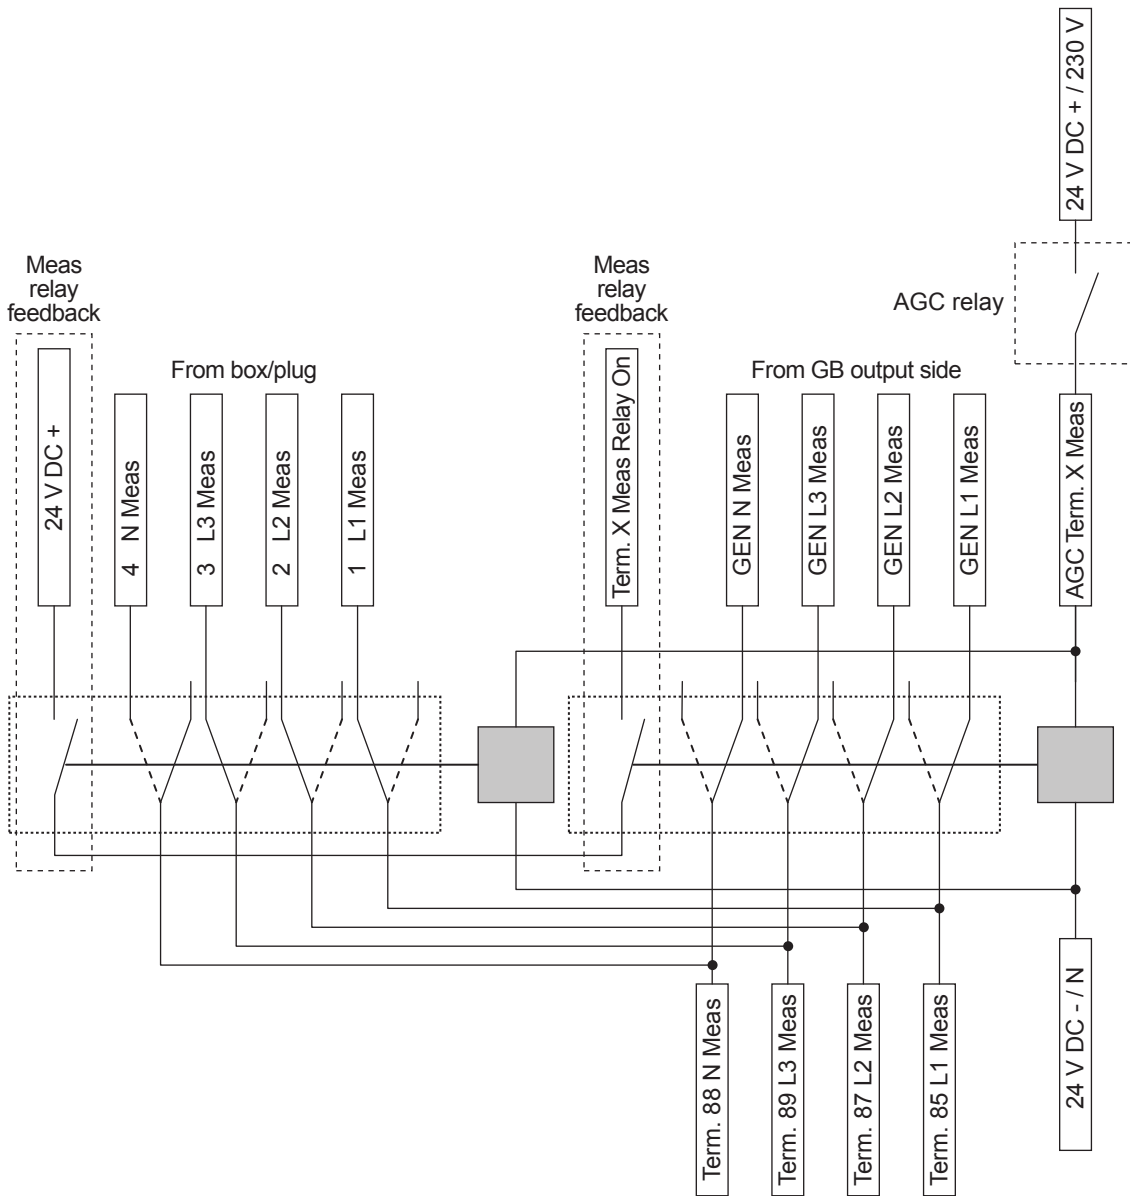 24 V DC + / 230 V
Meas
relay
feedback
Meas
relay
feedback
AGC relay
From box/plug
From GB output side
24 V DC +
4 N Meas
3 L3 Meas
2 L2 Meas
1 L1 Meas
Term. X Meas Relay On
GEN N Meas
GEN L3 Meas
GEN L2 Meas
GEN L1 Meas
AGC Term. X Meas
Term. 88 N Meas
Term. 89 L3 Meas
Term. 87 L2 Meas
Term. 85 L1 Meas
24 V DC - / N